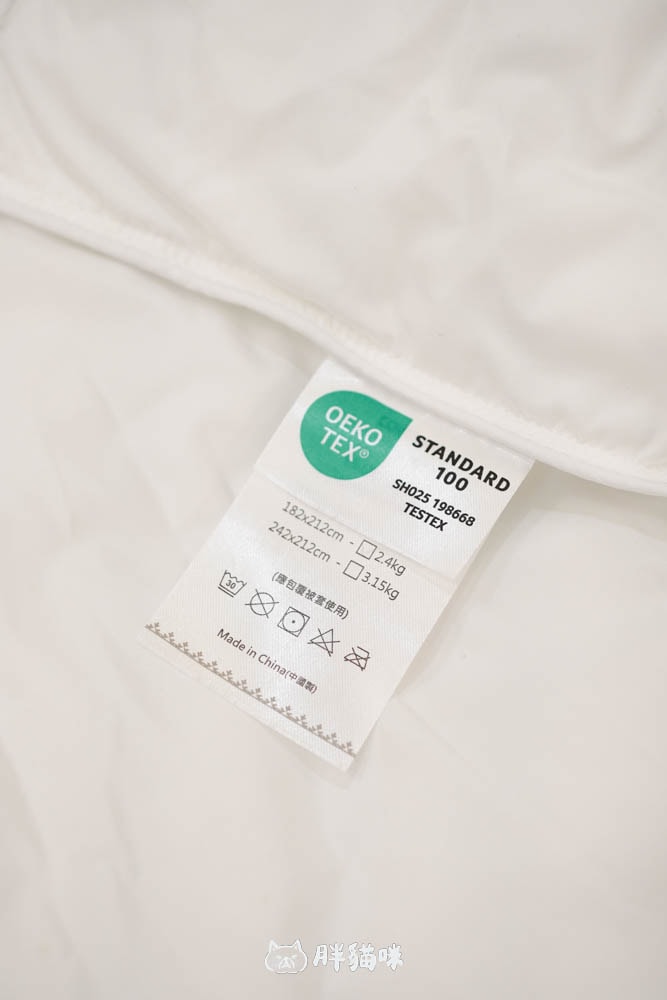 OEKO
TEX®
STANDARD
100
SH025 198668
TESTEX
182x212cm - □2.4kg
242x212cm - □3.15kg
(應包覆被套使用)
30
Made in China(中國製)
胖貓咪